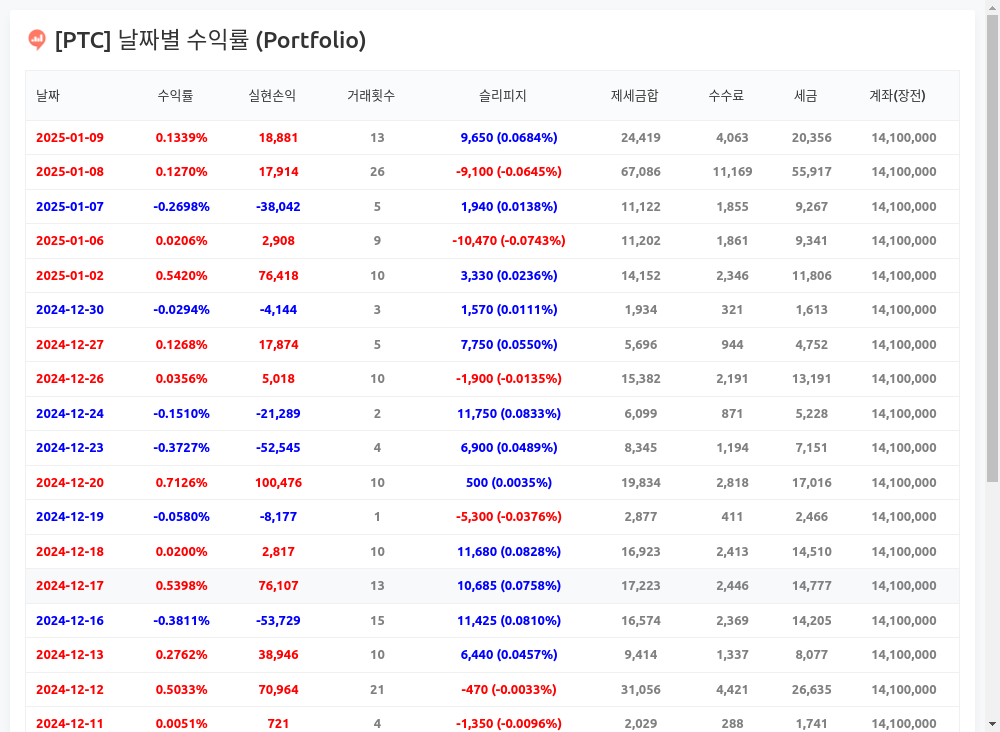 [PTC] 날짜별 수익률 (Portfolio)
날짜 수익률 실현손익 거래횟수 슬리피지 제세금합 수수료 세금 계좌(장전)
2025-01-09 0.1339% 18,881 13 9,650 (0.0684%) 24,419 4,063 20,356 14,100,000
2025-01-08 0.1270% 17,914 26 -9,100 (-0.0645%) 67,086 11,169 55,917 14,100,000
2025-01-07 -0.2698% -38,042 5 1,940 (0.0138%) 11,122 1,855 9,267 14,100,000
2025-01-06 0.0206% 2,908 9 -10,470 (-0.0743%) 11,202 1,861 9,341 14,100,000
2025-01-02 0.5420% 76,418 10 3,330 (0.0236%) 14,152 2,346 11,806 14,100,000
2024-12-30 -0.0294% -4,144 3 1,570 (0.0111%) 1,934 321 1,613 14,100,000
2024-12-27 0.1268% 17,874 5 7,750 (0.0550%) 5,696 944 4,752 14,100,000
2024-12-26 0.0356% 5,018 10 -1,900 (-0.0135%) 15,382 2,191 13,191 14,100,000
2024-12-24 -0.1510% -21,289 2 11,750 (0.0833%) 6,099 871 5,228 14,100,000
2024-12-23 -0.3727% -52,545 4 6,900 (0.0489%) 8,345 1,194 7,151 14,100,000
2024-12-20 0.7126% 100,476 10 500 (0.0035%) 19,834 2,818 17,016 14,100,000
2024-12-19 -0.0580% -8,177 1 -5,300 (-0.0376%) 2,877 411 2,466 14,100,000
2024-12-18 0.0200% 2,817 10 11,680 (0.0828%) 16,923 2,413 14,510 14,100,000
2024-12-17 0.5398% 76,107 13 10,685 (0.0758%) 17,223 2,446 14,777 14,100,000
2024-12-16 -0.3811% -53,729 15 11,425 (0.0810%) 16,574 2,369 14,205 14,100,000
2024-12-13 0.2762% 38,946 10 6,440 (0.0457%) 9,414 1,337 8,077 14,100,000
2024-12-12 0.5033% 70,964 21 -470 (-0.0033%) 31,056 4,421 26,635 14,100,000
2024-12-11 0.0051% 721 4 -1,350 (-0.0096%) 2,029 288 1,741 14,100,000